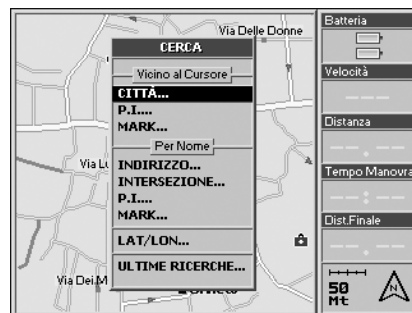 Via Delle Donne
CERCA
Vicino al Cursore
CITTÀ...
P.I....
MARK...
Per Nome
INDIRIZZO...
INTERSEZIONE...
P.I....
MARK...
LAT/LON...
ULTIME RICERCHE...
Via
Via Dei
Batteria
Velocità
---
Distanza
--.--
Tempo Manovra
--:--
Dist.Finale
--.--
50
Mt
N